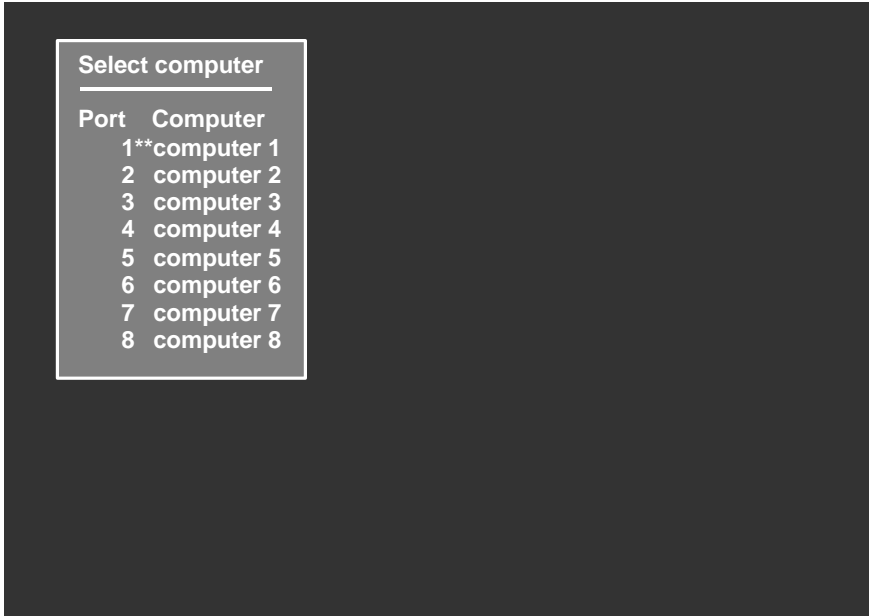 Select computer
Port Computer
1**computer 1
2 computer 2
3 computer 3
4 computer 4
5 computer 5
6 computer 6
7 computer 7
8 computer 8